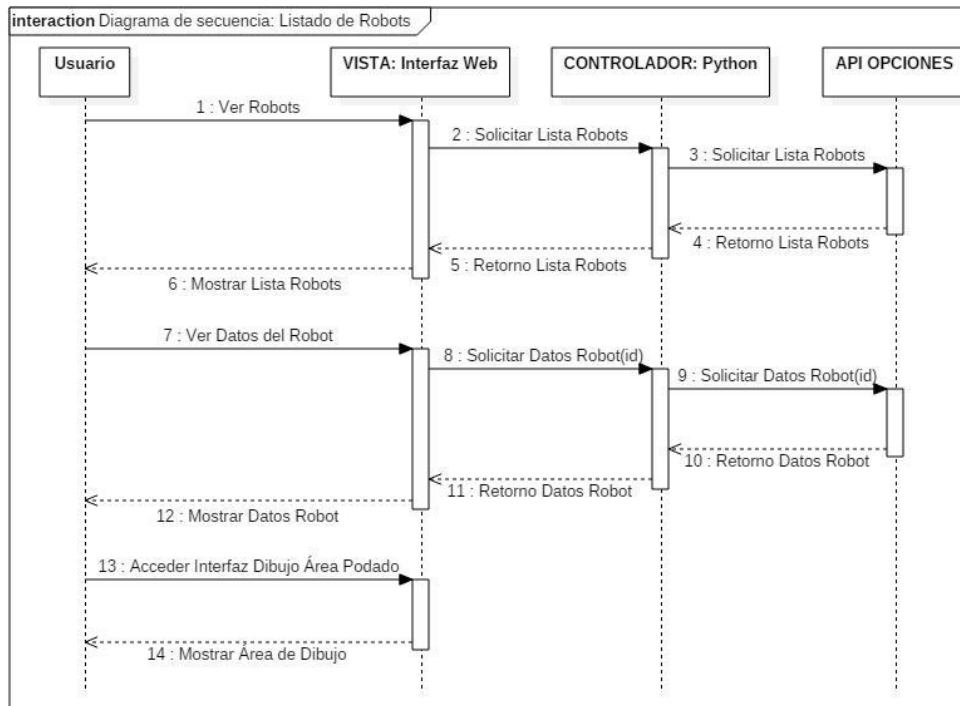 interaction Diagrama de secuencia: Listado de Robots
Usuario
VISTA: Interfaz Web
CONTROLADOR: Python
API OPCIONES
1 : Ver Robots
2 : Solicitar Lista Robots
3 : Solicitar Lista Robots
4 : Retorno Lista Robots
5 : Retorno Lista Robots
6 : Mostrar Lista Robots
7 : Ver Datos del Robot
8 : Solicitar Datos Robot(id)
9 : Solicitar Datos Robot(id)
10 : Retorno Datos Robot
11 : Retorno Datos Robot
12 : Mostrar Datos Robot
13 : Acceder Interfaz Dibujo Área Podado
14 : Mostrar Área de Dibujo